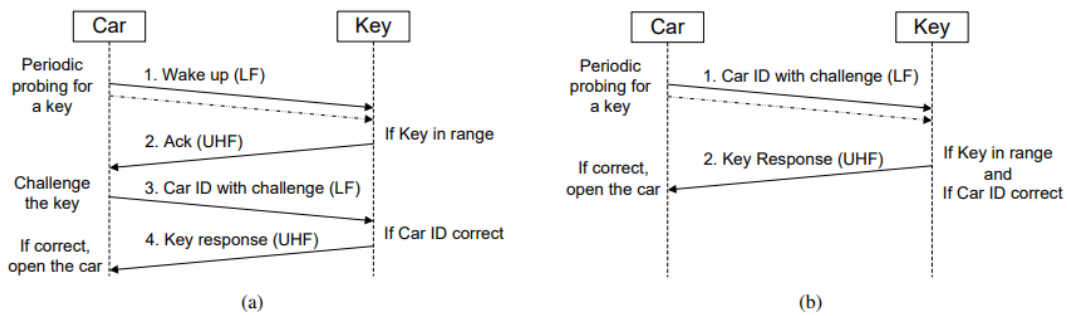 Car
Key
Periodic
probing for
a key
1. Wake up (LF)
If Key in range
2. Ack (UHF)
Challenge
the key
3. Car ID with challenge (LF)
If Car ID correct
4. Key response (UHF)
If correct,
open the car
(a)
Car
Key
Periodic
probing for
a key
1. Car ID with challenge (LF)
If Key in range
and
If Car ID correct
2. Key Response (UHF)
If correct,
open the car
(b)